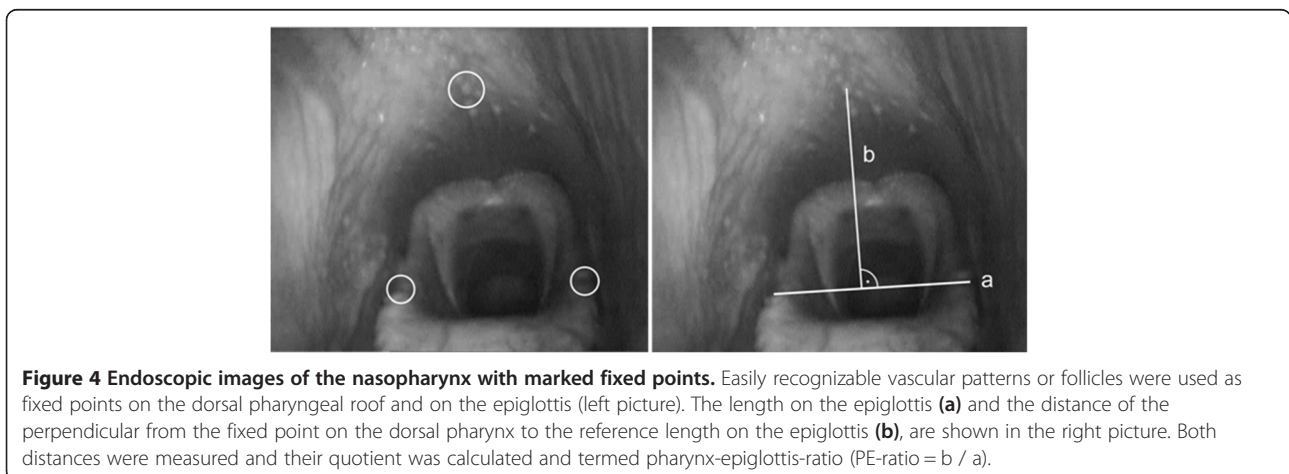 b
a
Figure 4 Endoscopic images of the nasopharynx with marked fixed points. Easily recognizable vascular patterns or follicles were used as
fixed points on the dorsal pharyngeal roof and on the epiglottis (left picture). The length on the epiglottis (a) and the distance of the
perpendicular from the fixed point on the dorsal pharynx to the reference length on the epiglottis (b), are shown in the right picture. Both
distances were measured and their quotient was calculated and termed pharynx-epiglottis-ratio (PE-ratio = b / a).